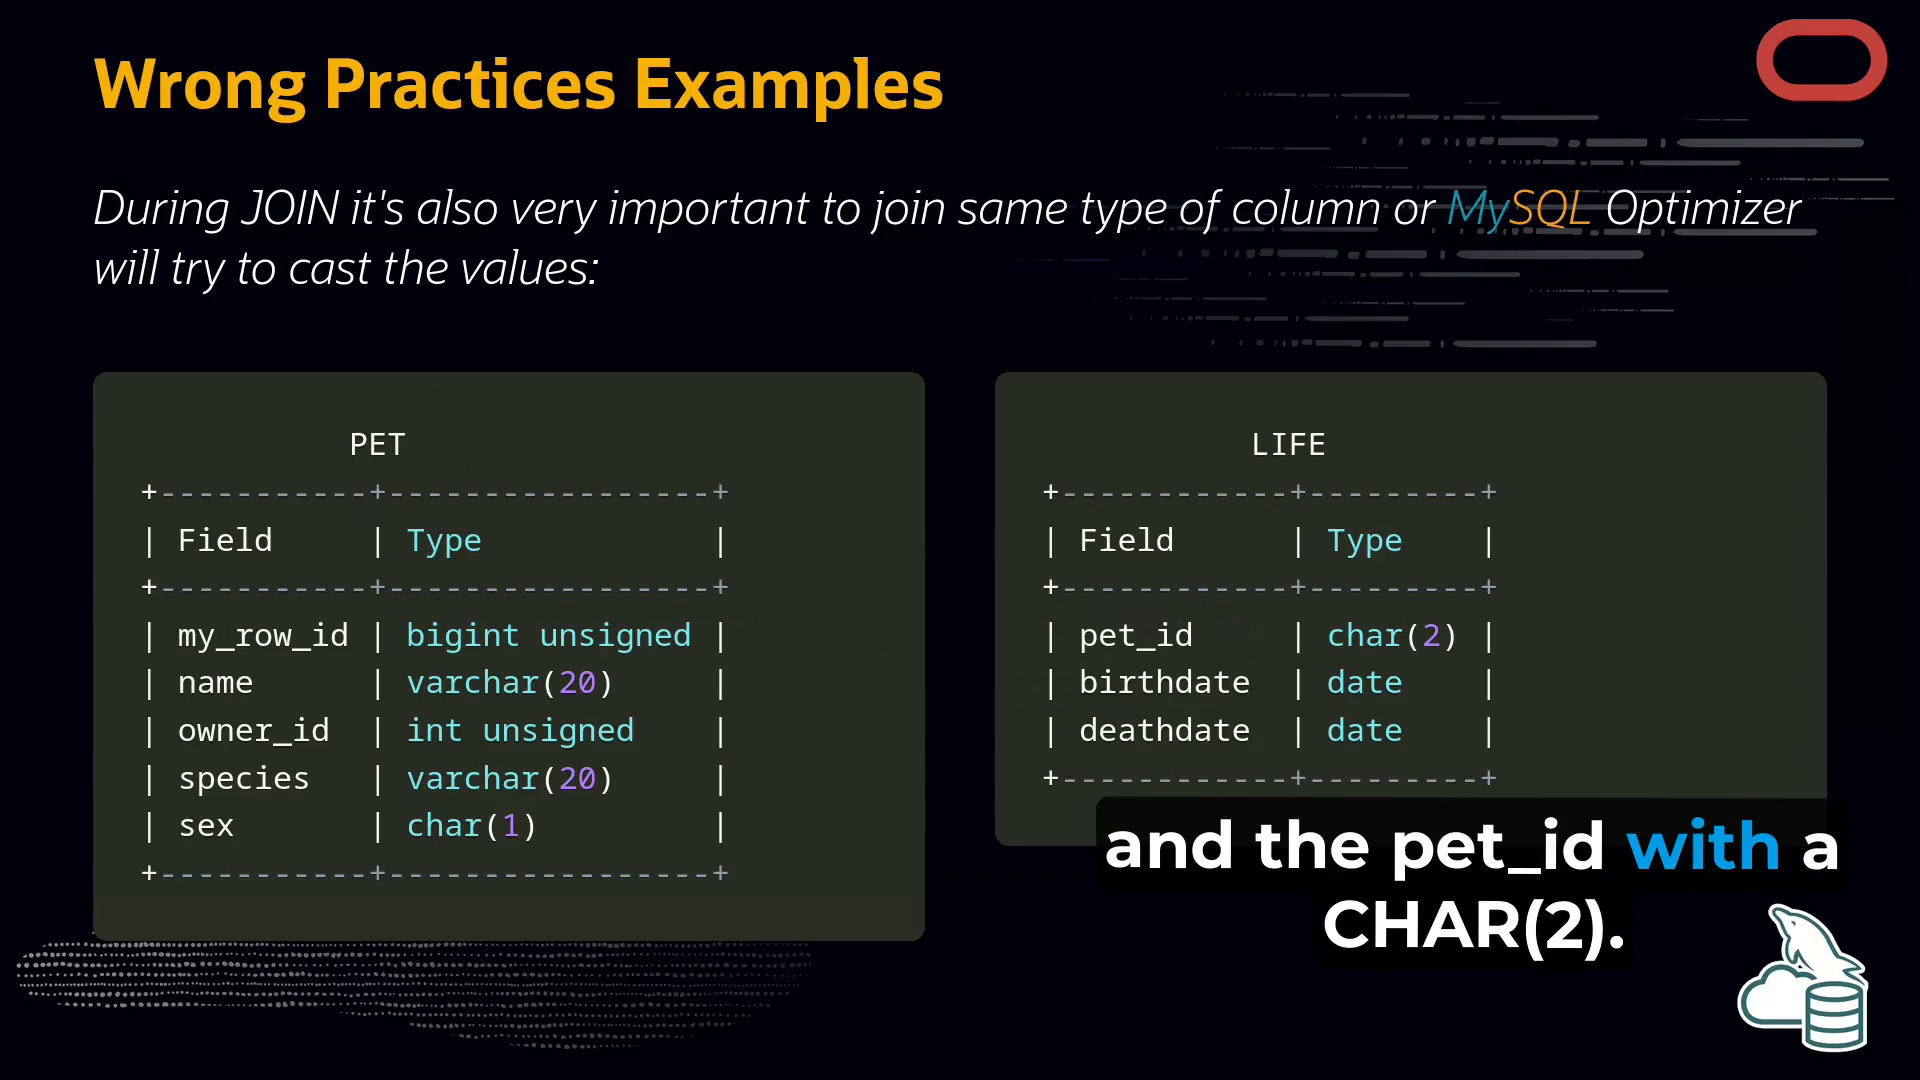 Wrong Practices Examples
During JOIN it's also very important to join same type of column or MySQL Optimizer
will try to cast the values:
PET
+-----------+-----------------+
| Field     | Type            |
+-----------+-----------------+
| my_row_id | bigint unsigned |
| name      | varchar(20)     |
| owner_id  | int unsigned    |
| species   | varchar(20)     |
| sex       | char(1)         |
+-----------+-----------------+
LIFE
+------------+---------+
| Field      | Type    |
+------------+---------+
| pet_id     | char(2) |
| birthdate  | date    |
| deathdate  | date    |
+------------+---------+
and the pet_id with a
CHAR(2).